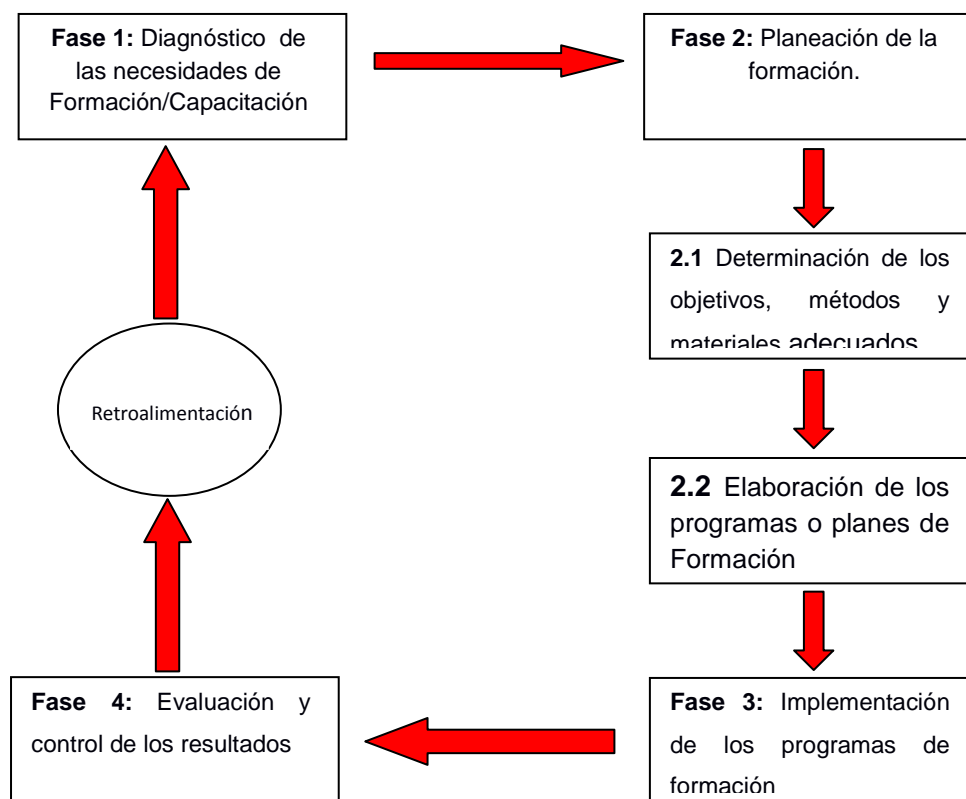 Fase 1: Diagnóstico de
las necesidades de
Formación/Capacitación
Fase 2: Planeación de la
formación.
2.1 Determinación de los
objetivos, métodos y
materiales adecuados
2.2 Elaboración de los
programas o planes de
Formación
Fase 3: Implementación
de los programas de
formación
Fase 4: Evaluación y
control de los resultados
Retroalimentación